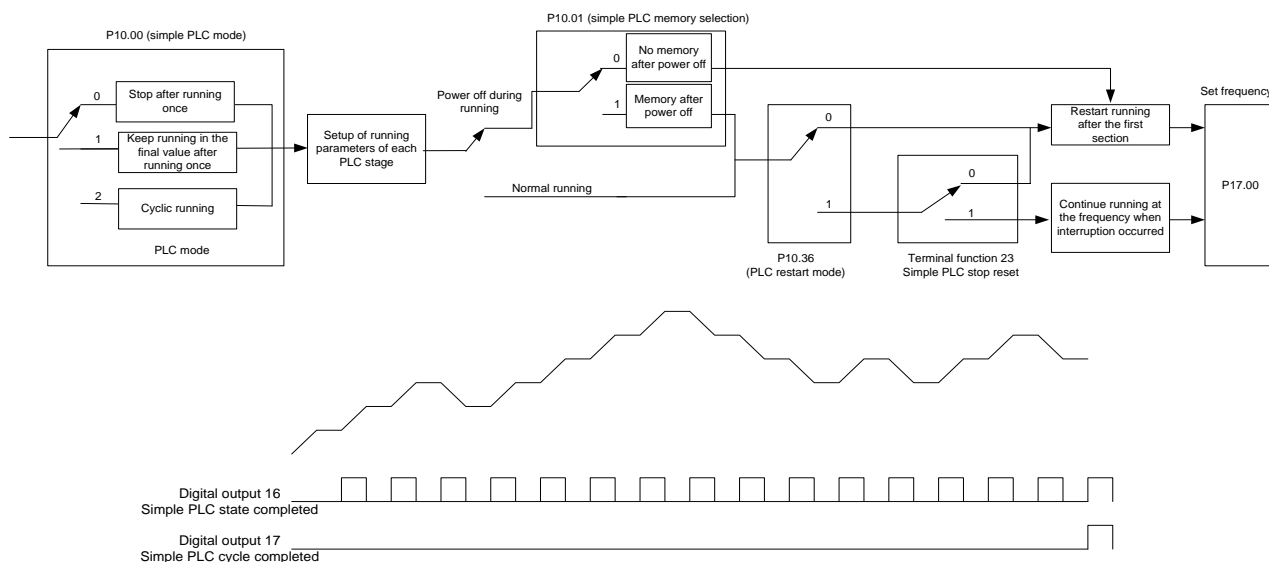 P10.00 (simple PLC mode)
0
Stop after running
once
1
Keep running in the
final value after
running once
2
Cyclic running
PLC mode
Setup of running
parameters of each
PLC stage
Power off during
running
Normal running
P10.01 (simple PLC memory selection)
0
No memory
after power off
1
Memory after
power off
0
1
P10.36
(PLC restart mode)
0
1
Terminal function 23
Simple PLC stop reset
Restart running
after the first
section
Continue running at
the frequency when
interruption occurred
Set frequency
P17.00
Digital output 16
Simple PLC state completed
Digital output 17
Simple PLC cycle completed